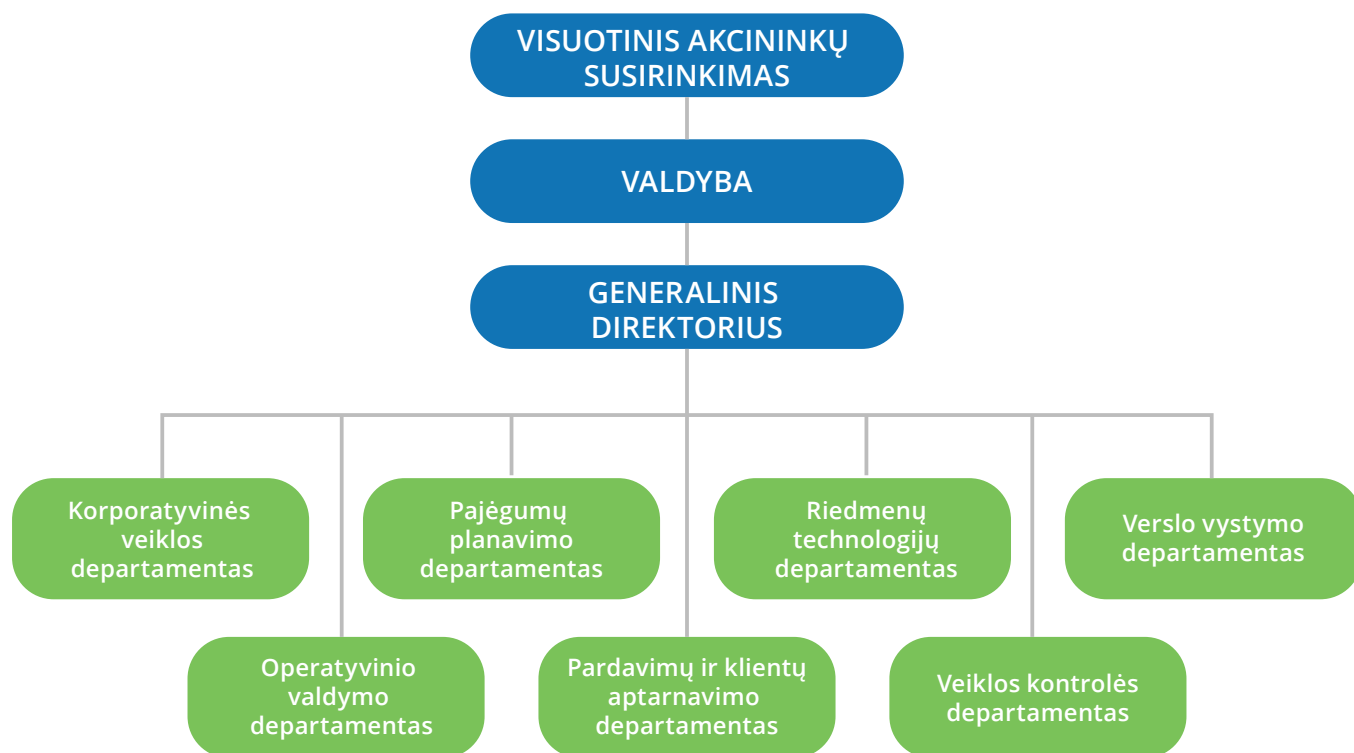 VISUOTINIS AKCININKŲ
SUSIRINKIMAS
VALDYBA
GENERALINIS
DIREKTORIUS
Korporatyvinės
veiklos
departamentas
Pajėgumų
planavimo
departamentas
Riedmenų
technologijų
departamentas
Verslo vystymo
departamentas
Operatyvinio
valdymo
departamentas
Pardavimų ir klientų
aptarnavimo
departamentas
Veiklos kontrolės
departamentas